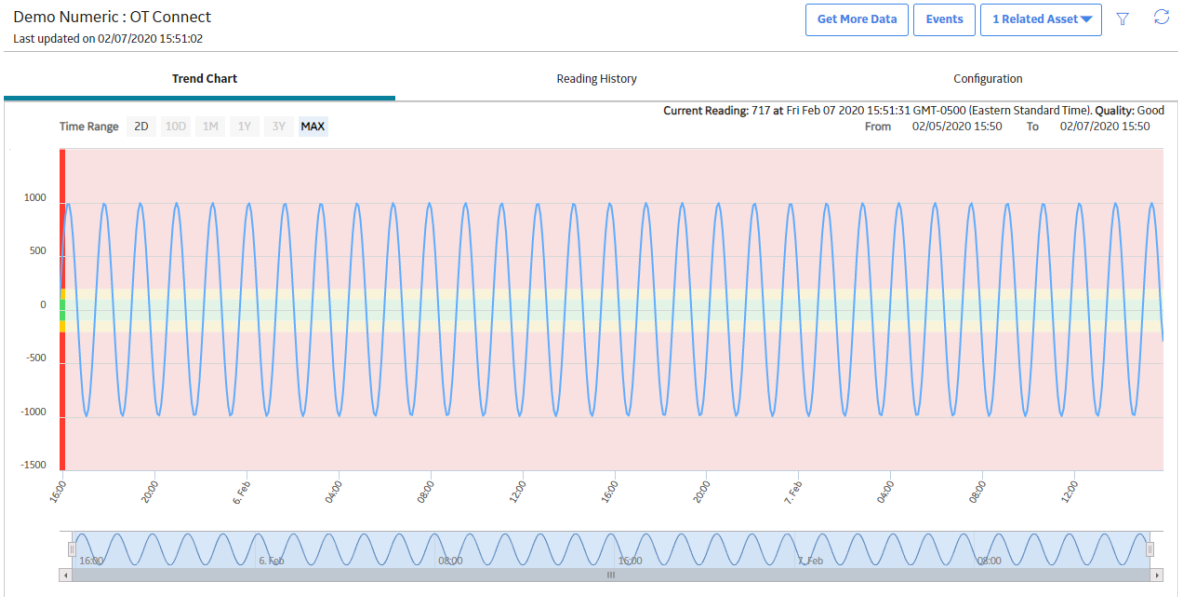 Demo Numeric : OT Connect
Get More Data Events 1 Related Asset
Last updated on 02/07/2020 15:51:02
Trend Chart Reading History Configuration
Current Reading: 717 at Fri Feb 07 2020 15:51:31 GMT-0500 (Eastern Standard Time). Quality: Good
Time Range 2D 10D 1M 1Y 3Y MAX From 02/05/2020 15:50 To 02/07/2020 15:50
1000
500
0
-500
-1000
-1500
16:00 20:00 6. Feb 04:00 08:00 12:00 16:00 20:00 7. Feb 04:00 08:00 12:00
16:00 6. Feb 08:00 16:00 7. Feb 08:00